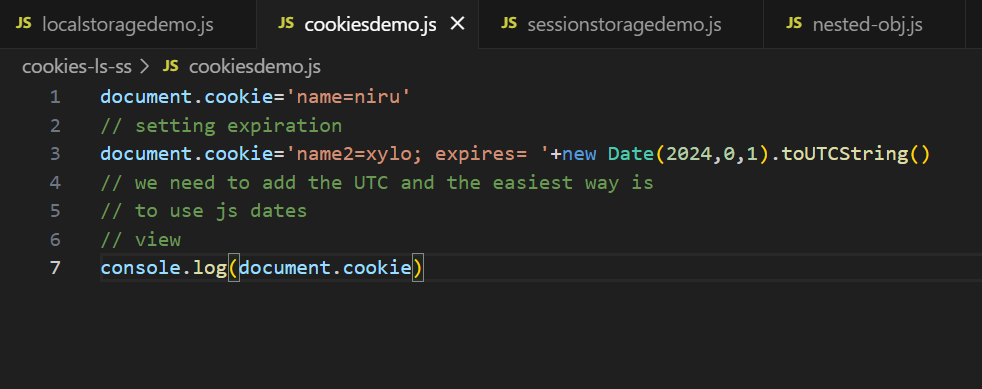 JS localstoragedemo.js JS cookiesdemo.js JS sessionstoragedemo.js JS nested-obj.js
cookies-ls-ss > JS cookiesdemo.js
1 document.cookie='name=niru'
2 // setting expiration
3 document.cookie='name2=xylo; expires= '+new Date(2024,0,1).toUTCString()
4 // we need to add the UTC and the easiest way is
5 // to use js dates
6 // view
7 console.log(document.cookie)